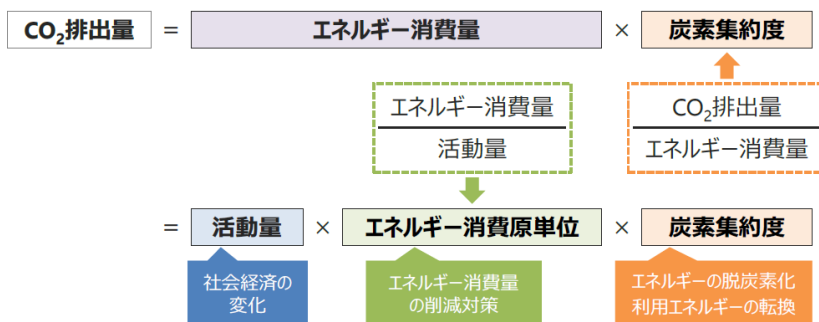 CO₂排出量 = エネルギー消費量 × 炭素集約度
エネルギー消費量
活動量
CO₂排出量
エネルギー消費量
= 活動量 × エネルギー消費原単位 × 炭素集約度
社会経済の
変化
エネルギー消費量
の削減対策
エネルギーの脱炭素化
利用エネルギーの転換